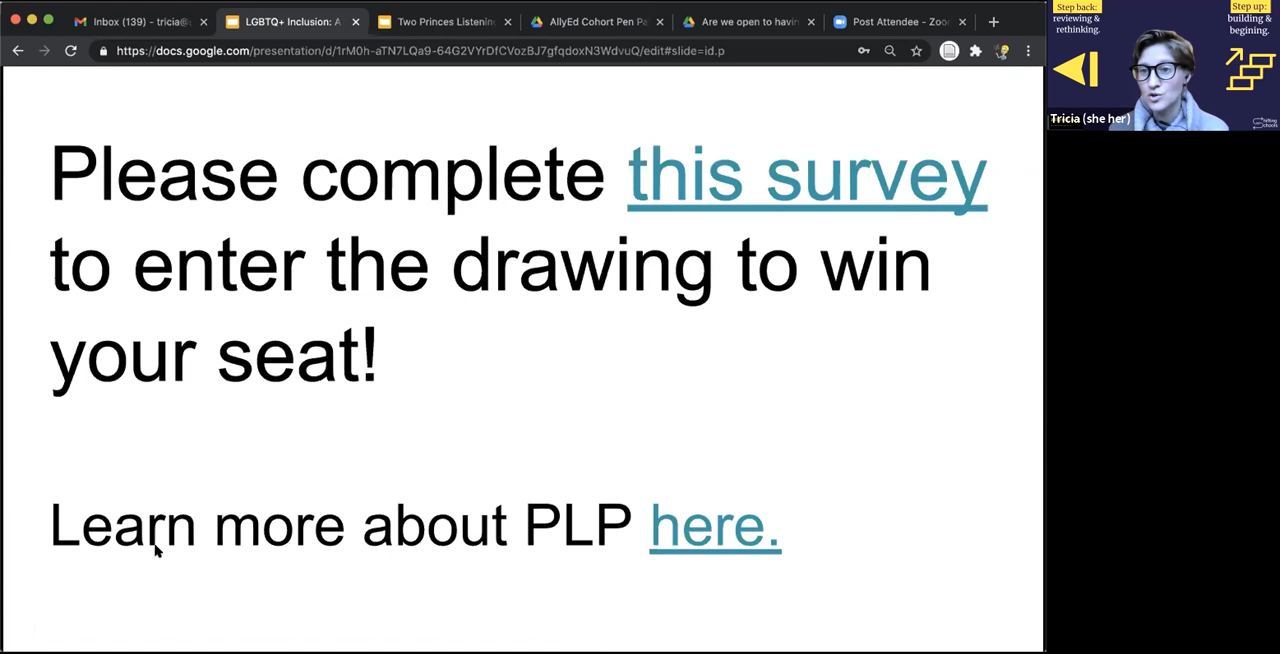 Inbox (139) – tricia@
LGBTQ+ Inclusion: A
Two Princes Listenin
AllyEd Cohort Pen Pa
Are we open to havin
Post Attendee - Zoo
https://docs.google.com/presentation/d/1rM0h-aTN7LQa9-64G2VYrDfCVozBJ7gfqdoxN3WdvuQ/edit#slide=id.p
Please complete this survey
to enter the drawing to win
your seat!
Learn more about PLP here.
Step back:
reviewing &
rethinking.
Step up:
building &
begining.
Tricia (she her)
Shifting
Schools